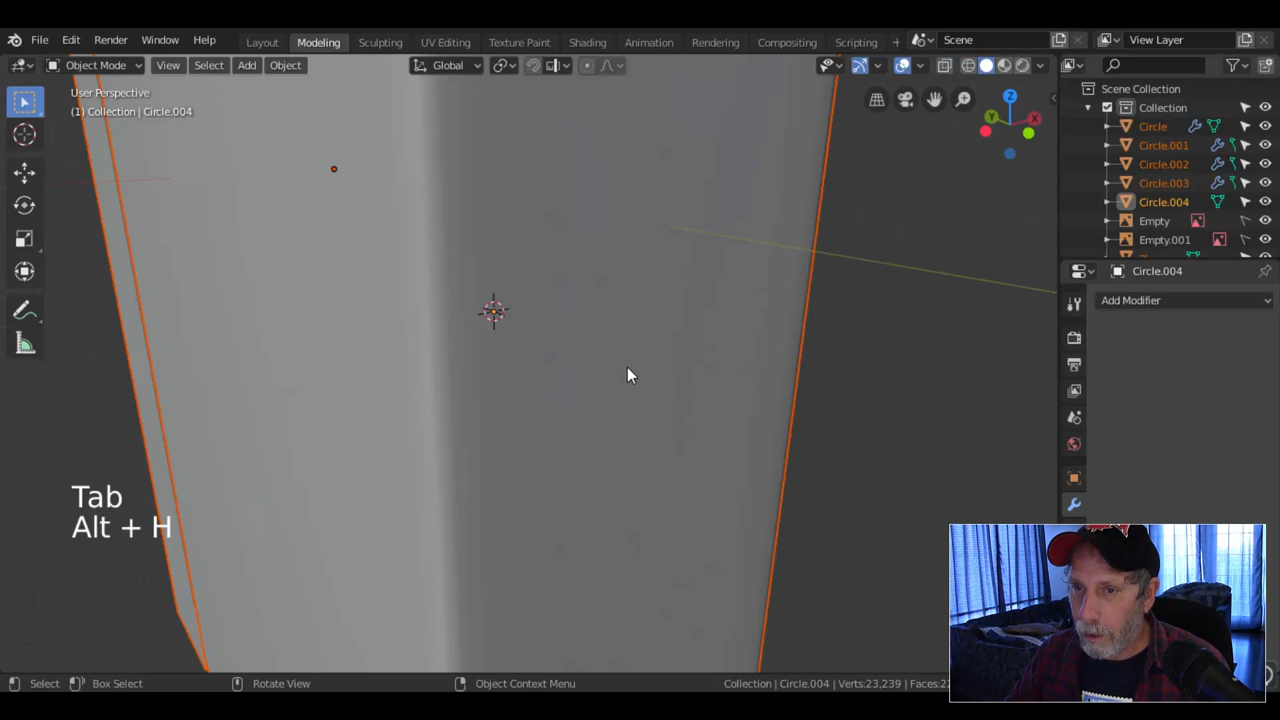 File Edit Render Window Help
Layout Modeling Sculpting UV Editing Texture Paint Shading Animation Rendering Compositing Scripting +
Scene
View Layer
Object Mode View Select Add Object
Global
User Perspective
(1) Collection | Circle.004
Z
Y
X
Scene Collection
Collection
Circle
Circle.001
Circle.002
Circle.003
Circle.004
Empty
Empty.001
Circle.004
Add Modifier
Tab
Alt + H
Select
Box Select
Rotate View
Object Context Menu
Collection | Circle.004 | Verts:23,239 | Faces:22